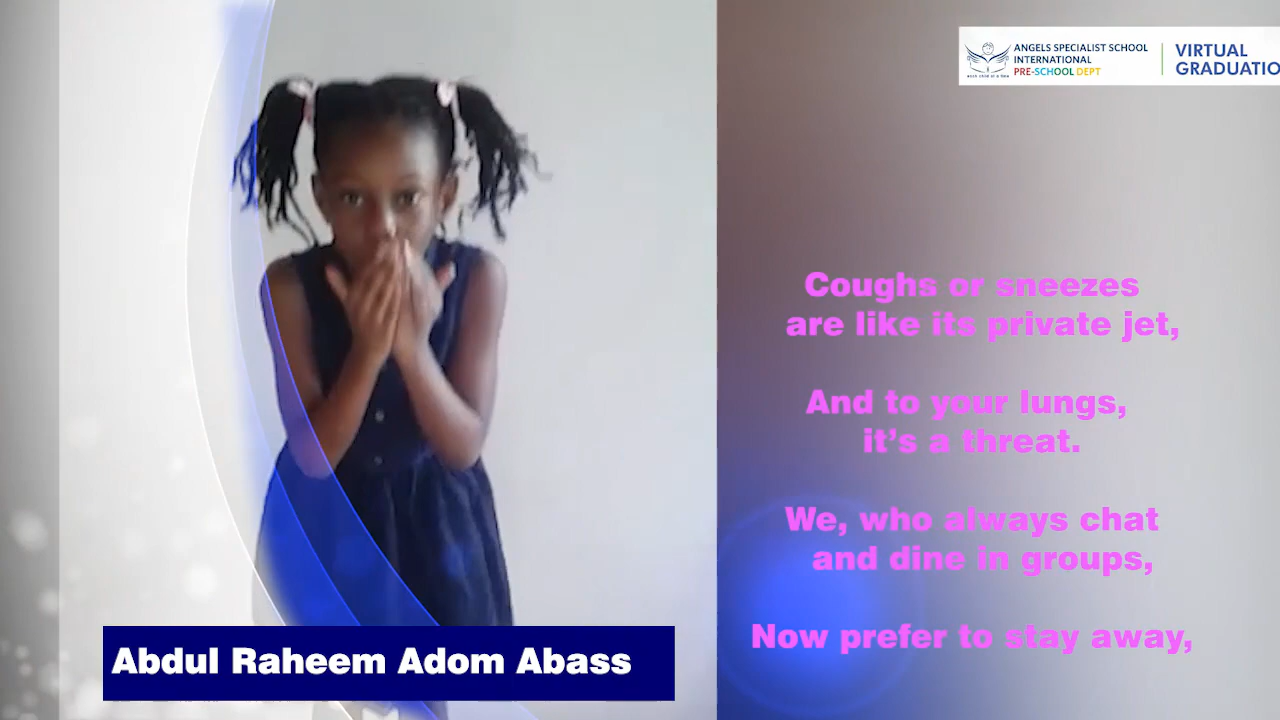 ANGELS SPECIALIST SCHOOL
INTERNATIONAL
PRE-SCHOOL DEPT
VIRTUAL
GRADUATIO
Coughs or sneezes
are like its private jet,
And to your lungs,
it's a threat.
We, who always chat
and dine in groups,
Now prefer to stay away,
Abdul Raheem Adom Abass